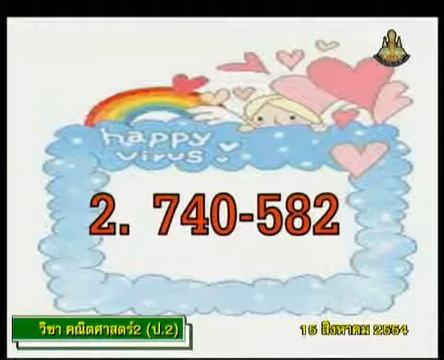 happy
virus
2. 740-582
วิชา คณิตศาสตร์2 (ป.2)
15 สิงหาคม 2554